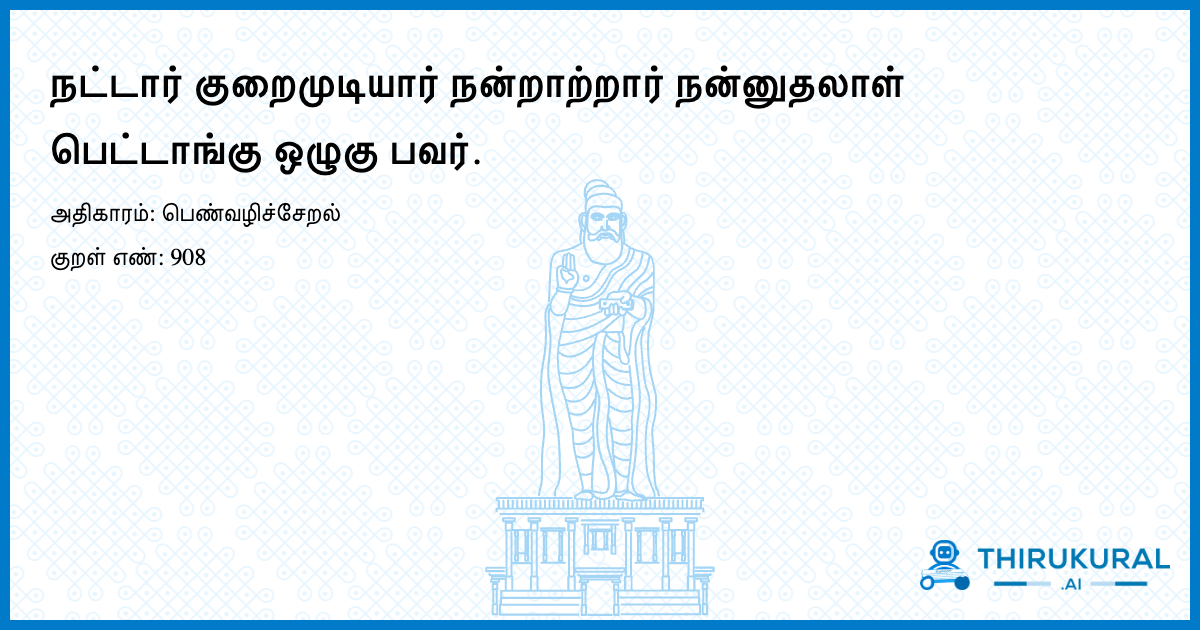 நட்டார் குறைமுடியார் நன்றாற்றார் நன்னுதலாள்
பெட்டாங்கு ஒழுகு பவர்.
அதிகாரம்: பெண்வழிச்சேறல்
குறள் எண்: 908
THIRUKURAL
.AI